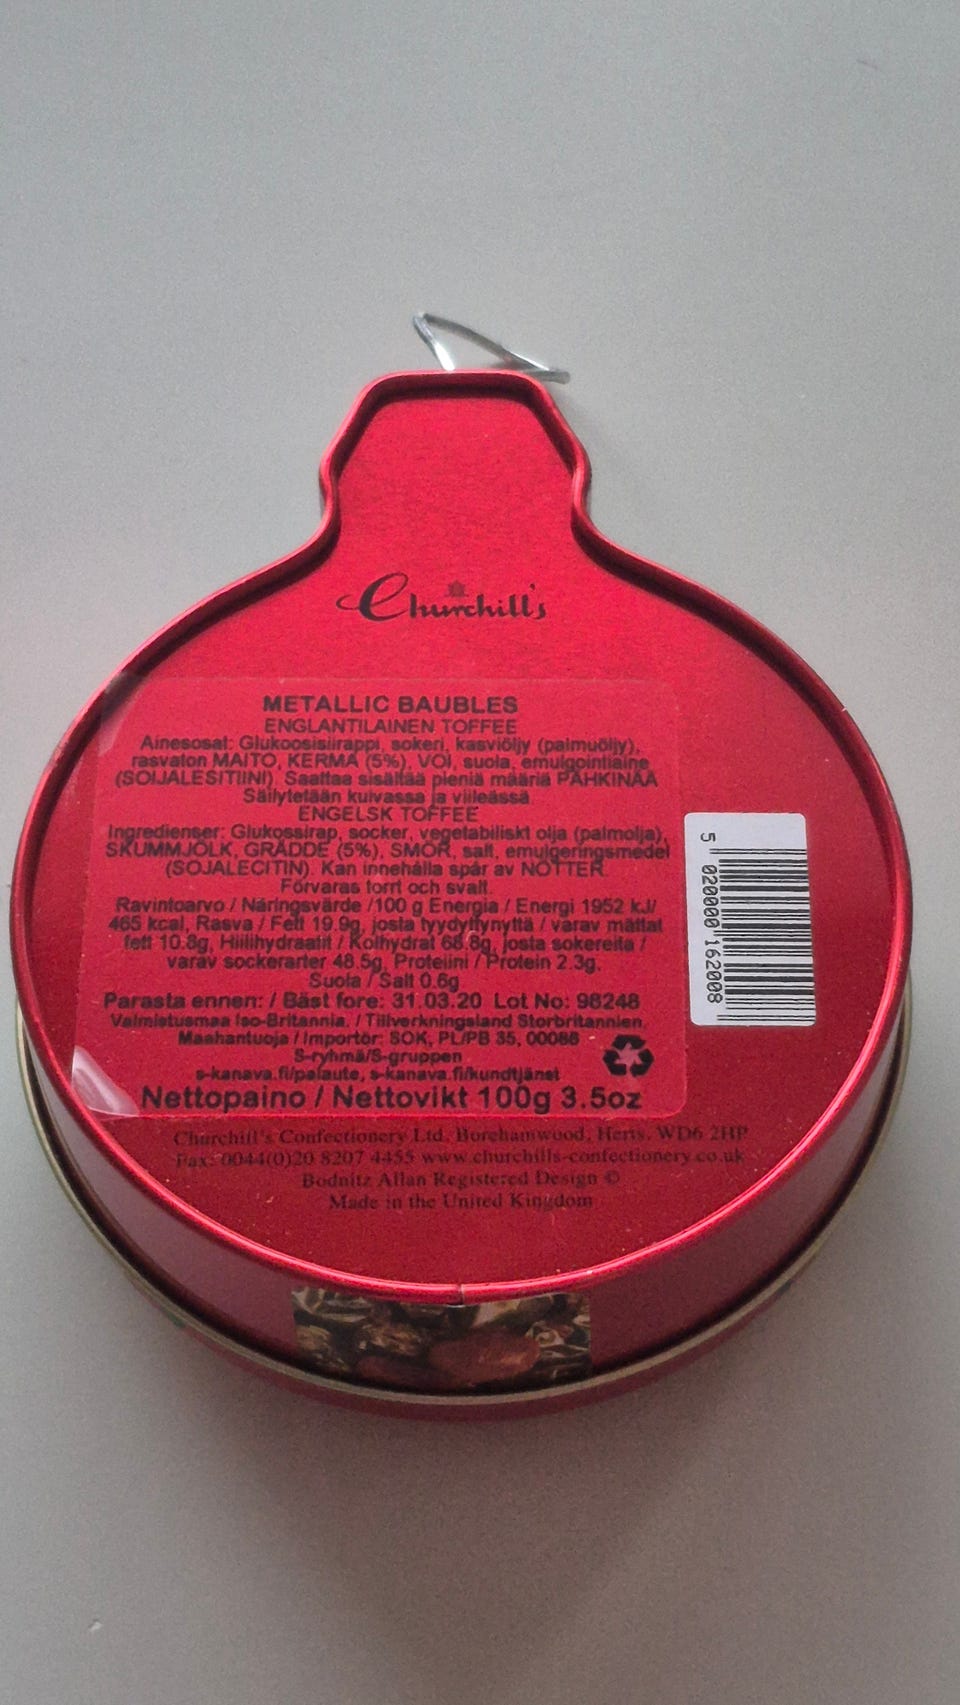 Churchill's
METALLIC BAUBLES
ENGLANTILAINEN TOFFEE
Ainesosat: Glukoosisiirappi, sokeri, kasviöljy (palmuöljy),
rasvaton MAITO, KERMA (5%), VOI, suola, emulgointiaine
(SOIJALESITIINI). Saattaa sisältää pieniä määriä PÄHKINÄÄ
Säilytetään kuivassa ja viileässä.
ENGELSK TOFFEE
Ingredienser: Glukossirap, socker, vegetabiliskt olja (palmolja),
SKUMMJÖLK, GRÄDDE (5%), SMÖR, salt, emulgeringsmedel
(SOJALECITIN). Kan innehålla spår av NÖTTER.
Förvaras torrt och svalt.
Ravintoarvo / Näringsvärde /100 g Energia / Energi 1952 kJ/
465 kcal, Rasva / Fett 19.9g, josta tyydyttynyttä / varav mättat
fett 10.8g, Hiilihydraatit / Kolhydrat 68.8g, josta sokereita /
varav sockerarter 48.5g, Proteiini / Protein 2.3g.
Suola / Salt 0.6g
Parasta ennen: / Bäst fore: 31.03.20 Lot No: 98248
Valmistusmaa Iso-Britannia. / Tillverkningsland Storbritannien.
Maahantuoja / Importör: SOK, PL/PB 35, 00088
S-ryhmä/S-gruppen
s-kanava.fi/palaute, s-kanava.fi/kundtjänst
Nettopaino / Nettovikt 100g 3.5oz
5 020000 162008
Churchill's Confectionery Ltd. Borehamwood, Herts. WD6 2HP
Fax: 0044(0)20 8207 4455 www.churchills-confectionery.co.uk
Bodnitz Allan Registered Design ©
Made in the United Kingdom